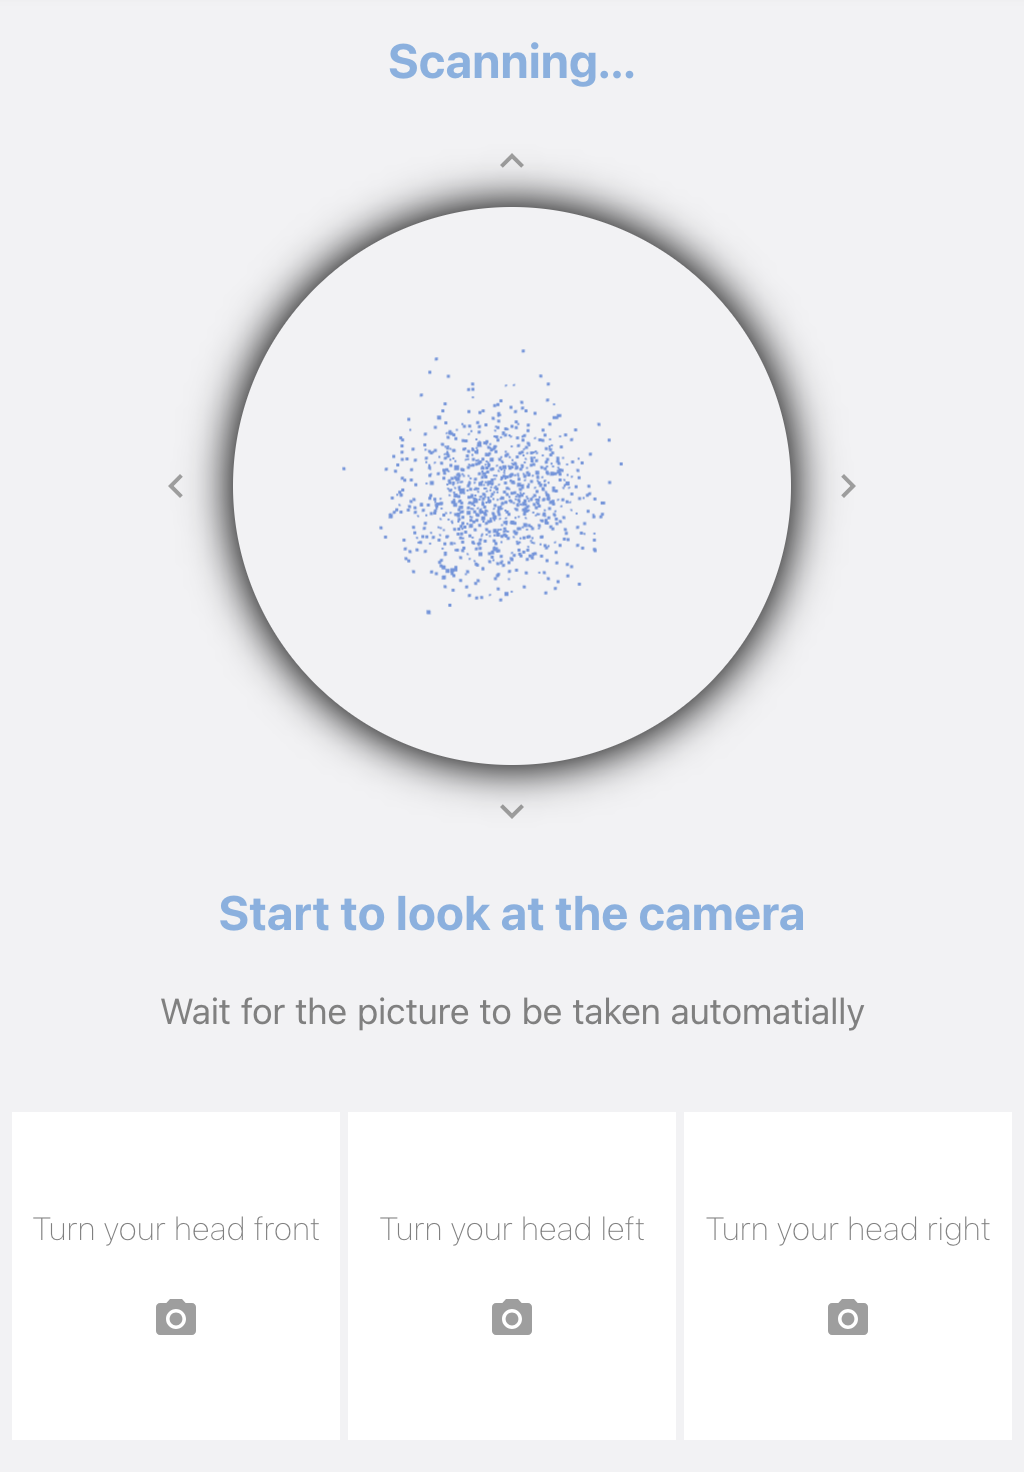 Scanning...
Start to look at the camera
Wait for the picture to be taken automatially
Turn your head front
Turn your head left
Turn your head right